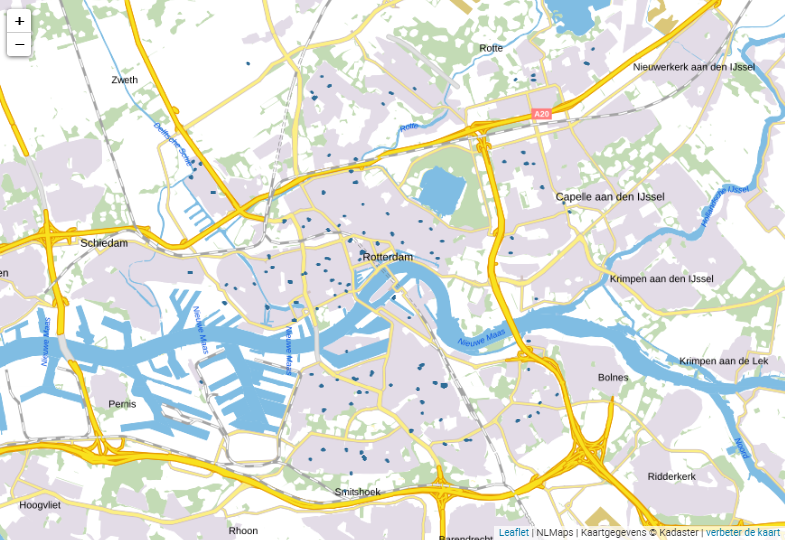 +
−
Rotte
Zweth
Nieuwerkerk aan den IJssel
A20
Delftsche Schie
Rotte
Hollandsche IJssel
Capelle aan den IJssel
Schiedam
en
Rotterdam
Krimpen aan den IJssel
Nieuwe Maas
Nieuwe Maas
Nieuwe Maas
Nieuwe Maas
Krimpen aan de Lek
Bolnes
Pernis
Noord
Ridderkerk
Smitshoek
Hoogvliet
Rhoon
Barendrecht
Leaflet | NLMaps | Kaartgegevens © Kadaster | verbeter de kaart